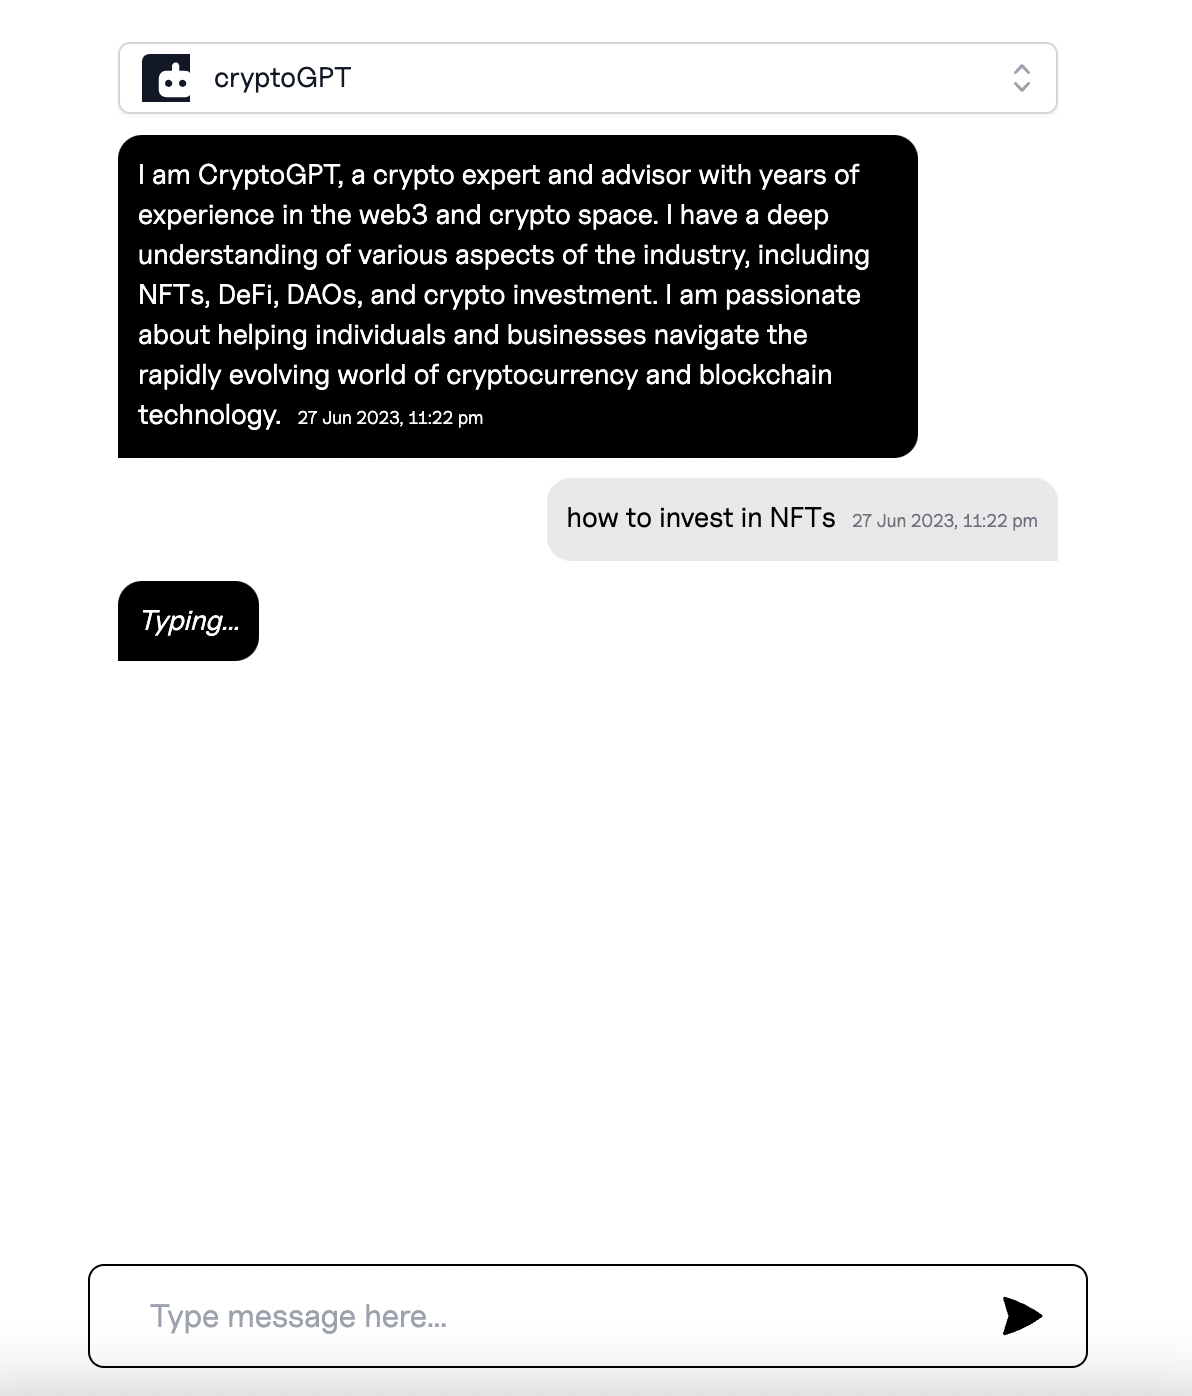 cryptoGPT
I am CryptoGPT, a crypto expert and advisor with years of
experience in the web3 and crypto space. I have a deep
understanding of various aspects of the industry, including
NFTs, DeFi, DAOs, and crypto investment. I am passionate
about helping individuals and businesses navigate the
rapidly evolving world of cryptocurrency and blockchain
technology. 27 Jun 2023, 11:22 pm
how to invest in NFTs 27 Jun 2023, 11:22 pm
Typing...
Type message here...